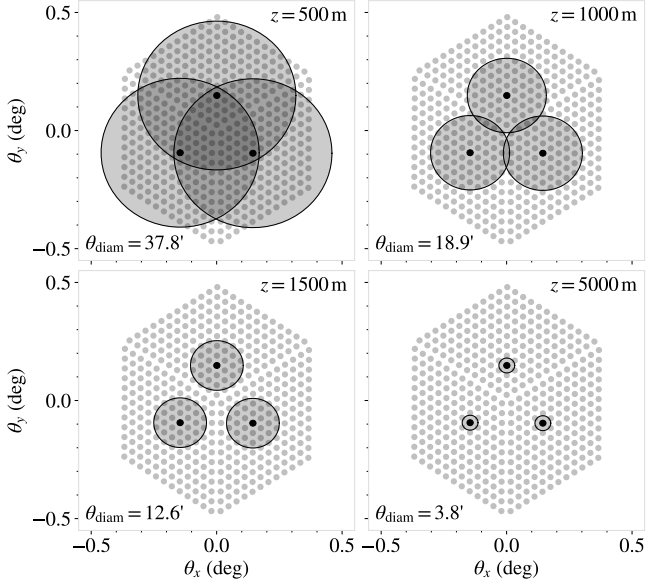 0.5
z = 500 m
z = 1000 m
θy (deg)
0.0
−0.5
θdiam = 37.8'
θdiam = 18.9'
0.5
z = 1500 m
z = 5000 m
θy (deg)
0.0
−0.5
θdiam = 12.6'
θdiam = 3.8'
−0.5
0.0
0.5
−0.5
0.0
0.5
θx (deg)
θx (deg)